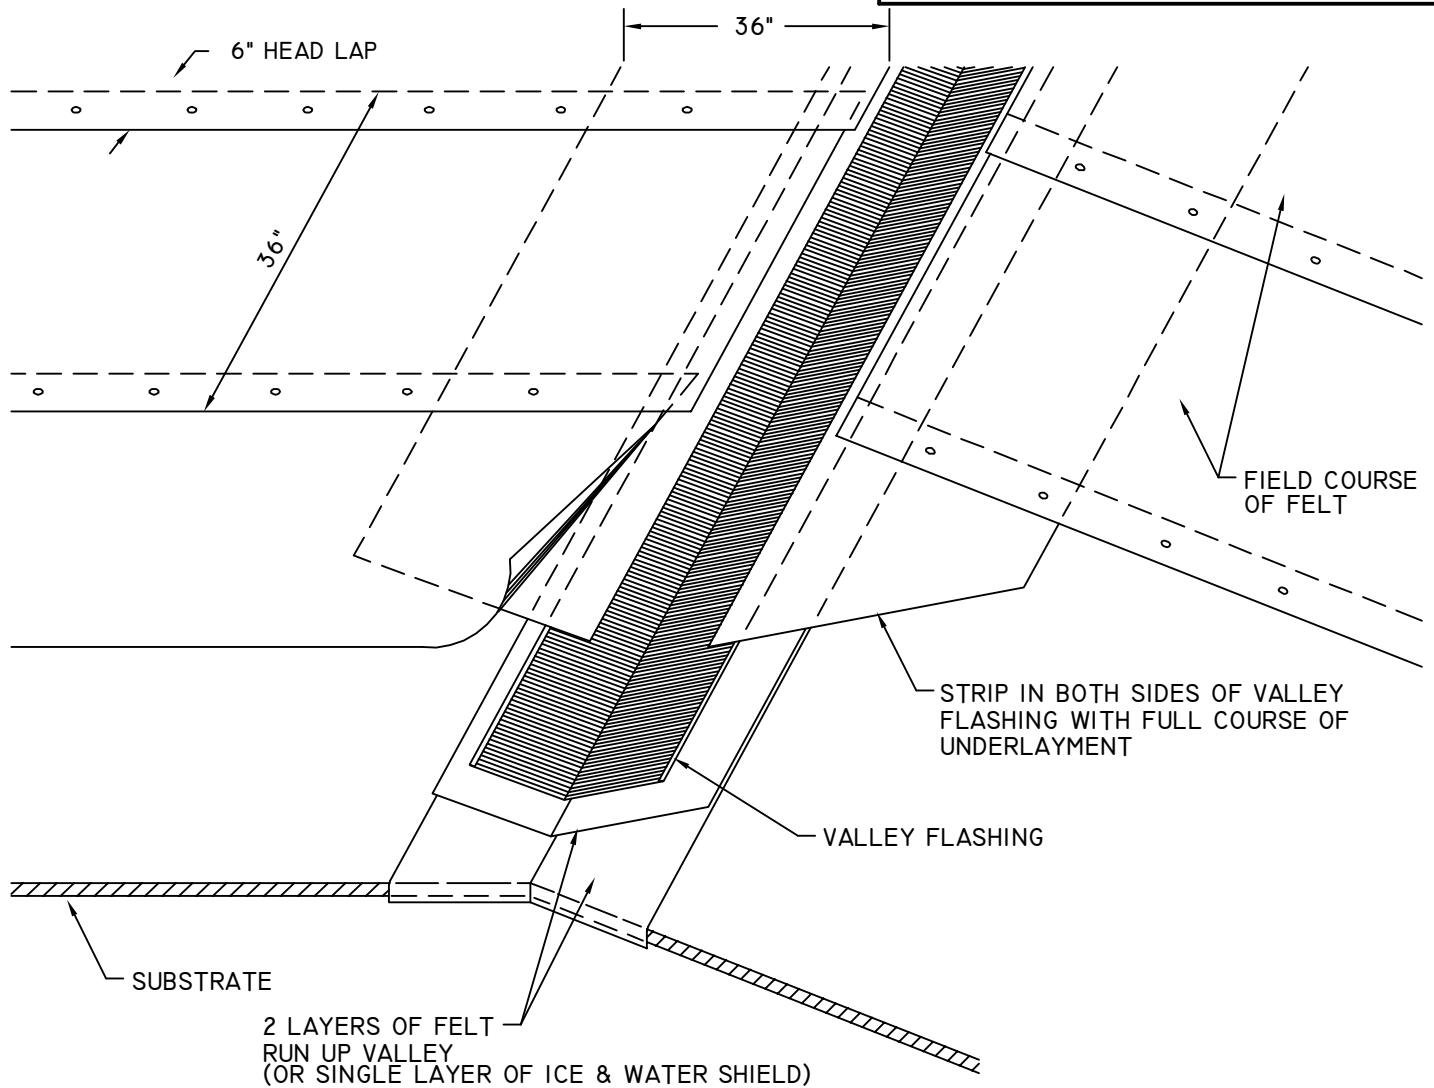 36"
6" HEAD LAP
36"
FIELD COURSE
OF FELT
STRIP IN BOTH SIDES OF VALLEY
FLASHING WITH FULL COURSE OF
UNDERLAYMENT
VALLEY FLASHING
SUBSTRATE
2 LAYERS OF FELT
RUN UP VALLEY
(OR SINGLE LAYER OF ICE & WATER SHIELD)